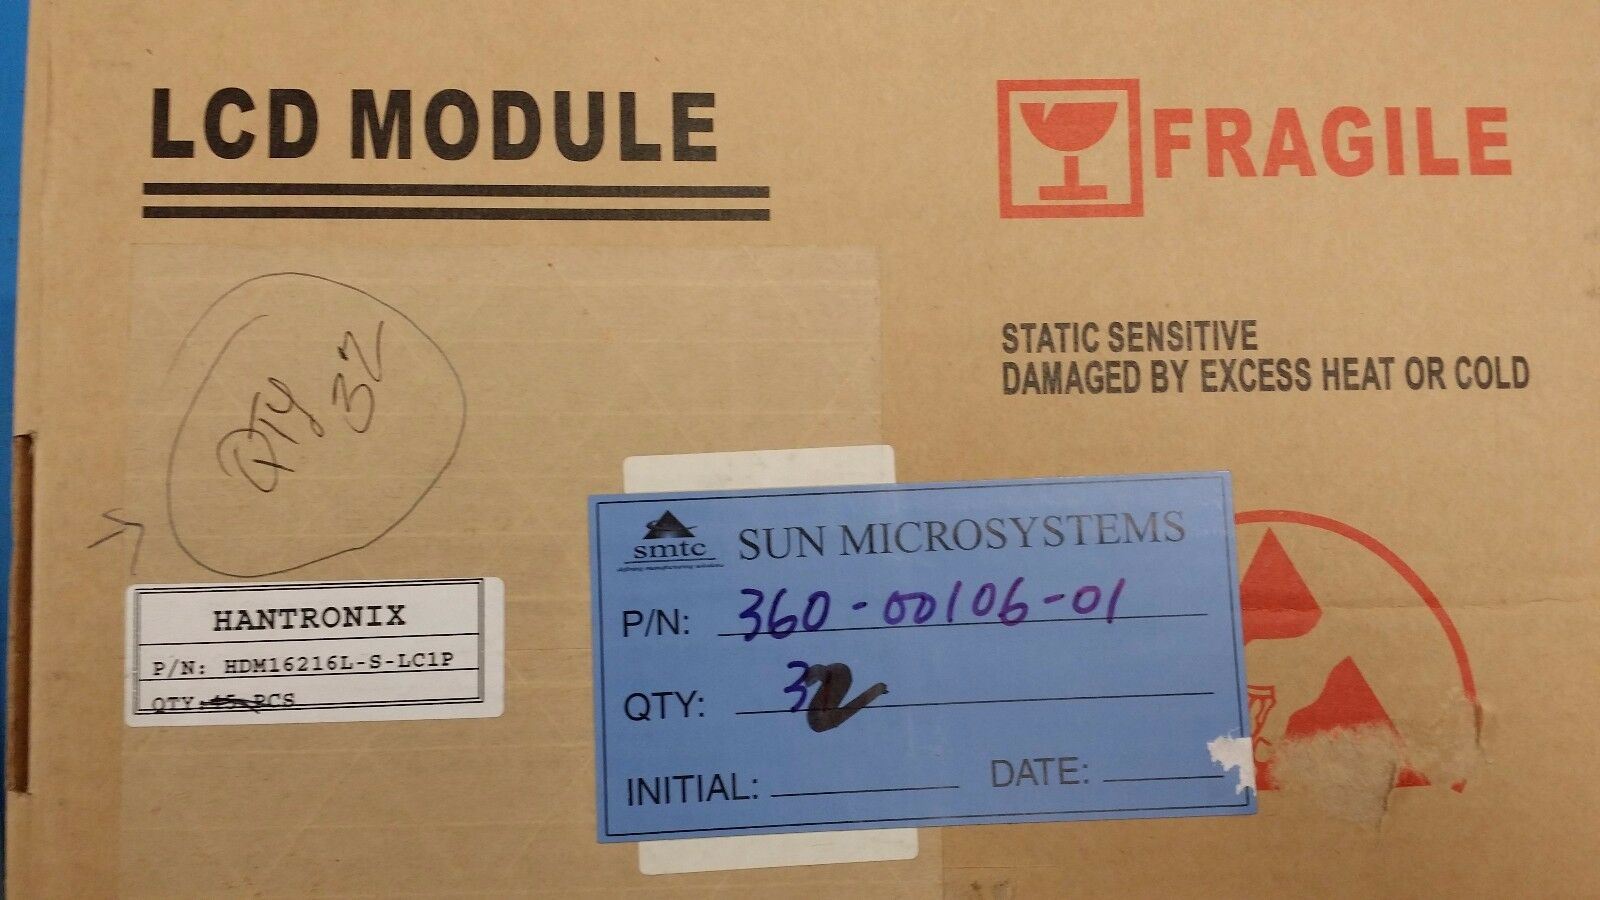 LCD MODULE
FRAGILE
STATIC SENSITIVE
DAMAGED BY EXCESS HEAT OR COLD
QTY 32
HANTRONIX
P/N: HDM16216L-S-LC1P
QTY: 45 PCS
smtc
SUN MICROSYSTEMS
P/N: 360-00106-01
QTY: 32
INITIAL:
DATE: